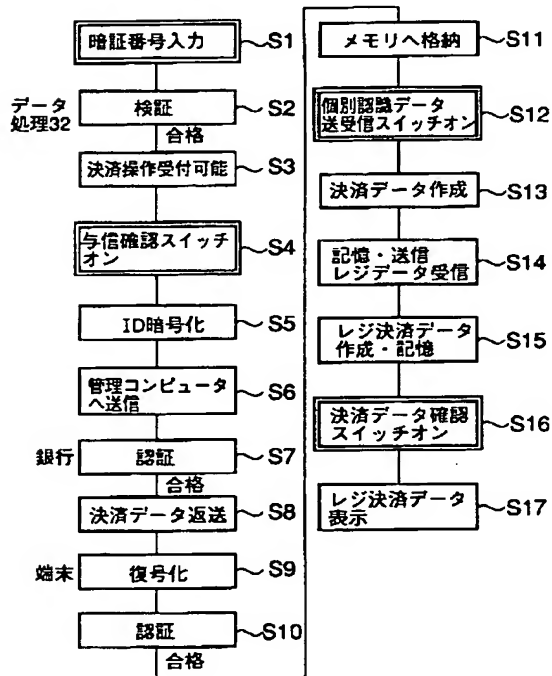 暗証番号入力
S1
データ
処理32
検証
S2
合格
決済操作受付可能
S3
与信確認スイッチ
オン
S4
ID暗号化
S5
管理コンピュータ
へ送信
S6
銀行
認証
S7
合格
決済データ返送
S8
端末
復号化
S9
認証
S10
合格
メモリへ格納
S11
個別認識データ
送受信スイッチオン
S12
決済データ作成
S13
記憶・送信
レジデータ受信
S14
レジ決済データ
作成・記憶
S15
決済データ確認
スイッチオン
S16
レジ決済データ
表示
S17